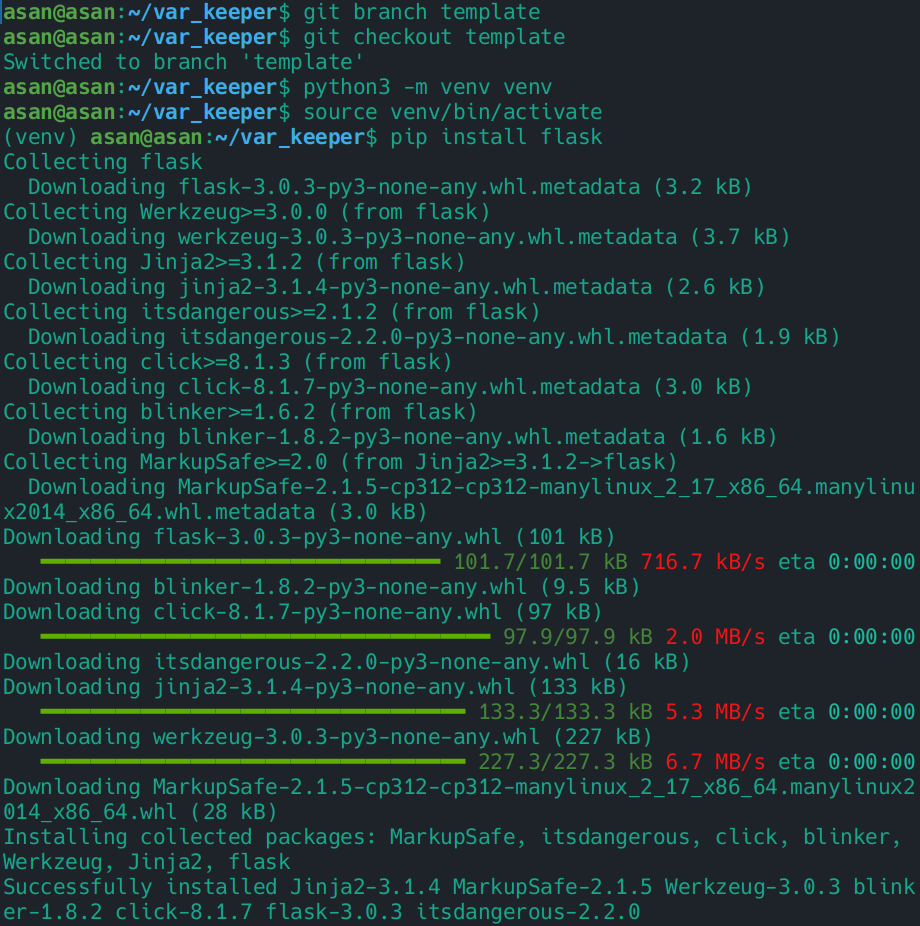 asan@asan:~/var_keeper$ git branch template
asan@asan:~/var_keeper$ git checkout template
Switched to branch 'template'
asan@asan:~/var_keeper$ python3 -m venv venv
asan@asan:~/var_keeper$ source venv/bin/activate
(venv) asan@asan:~/var_keeper$ pip install flask
Collecting flask
  Downloading flask-3.0.3-py3-none-any.whl.metadata (3.2 kB)
Collecting Werkzeug>=3.0.0 (from flask)
  Downloading werkzeug-3.0.3-py3-none-any.whl.metadata (3.7 kB)
Collecting Jinja2>=3.1.2 (from flask)
  Downloading jinja2-3.1.4-py3-none-any.whl.metadata (2.6 kB)
Collecting itsdangerous>=2.1.2 (from flask)
  Downloading itsdangerous-2.2.0-py3-none-any.whl.metadata (1.9 kB)
Collecting click>=8.1.3 (from flask)
  Downloading click-8.1.7-py3-none-any.whl.metadata (3.0 kB)
Collecting blinker>=1.6.2 (from flask)
  Downloading blinker-1.8.2-py3-none-any.whl.metadata (1.6 kB)
Collecting MarkupSafe>=2.0 (from Jinja2>=3.1.2->flask)
  Downloading MarkupSafe-2.1.5-cp312-cp312-manylinux_2_17_x86_64.manylinu
x2014_x86_64.whl.metadata (3.0 kB)
Downloading flask-3.0.3-py3-none-any.whl (101 kB)
101.7/101.7 kB 716.7 kB/s eta 0:00:00
Downloading blinker-1.8.2-py3-none-any.whl (9.5 kB)
Downloading click-8.1.7-py3-none-any.whl (97 kB)
97.9/97.9 kB 2.0 MB/s eta 0:00:00
Downloading itsdangerous-2.2.0-py3-none-any.whl (16 kB)
Downloading jinja2-3.1.4-py3-none-any.whl (133 kB)
133.3/133.3 kB 5.3 MB/s eta 0:00:00
Downloading werkzeug-3.0.3-py3-none-any.whl (227 kB)
227.3/227.3 kB 6.7 MB/s eta 0:00:00
Downloading MarkupSafe-2.1.5-cp312-cp312-manylinux_2_17_x86_64.manylinux2
014_x86_64.whl (28 kB)
Installing collected packages: MarkupSafe, itsdangerous, click, blinker,
Werkzeug, Jinja2, flask
Successfully installed Jinja2-3.1.4 MarkupSafe-2.1.5 Werkzeug-3.0.3 blink
er-1.8.2 click-8.1.7 flask-3.0.3 itsdangerous-2.2.0